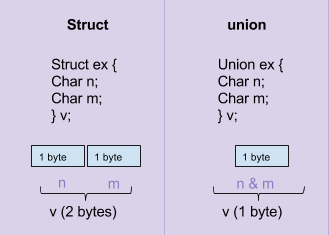 Struct
Struct ex {
Char n;
Char m;
} v;
1 byte 1 byte
n m
v (2 bytes)
union
Union ex {
Char n;
Char m;
} v;
1 byte
n & m
v (1 byte)